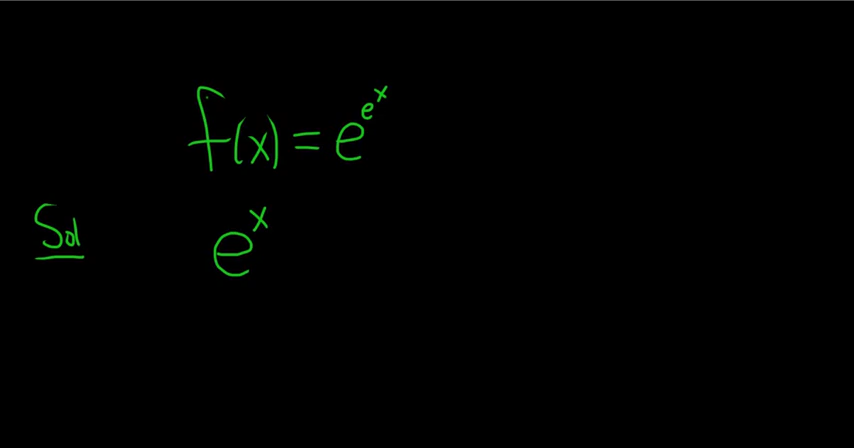 f(x) = e^{e^x}
Sol e^x